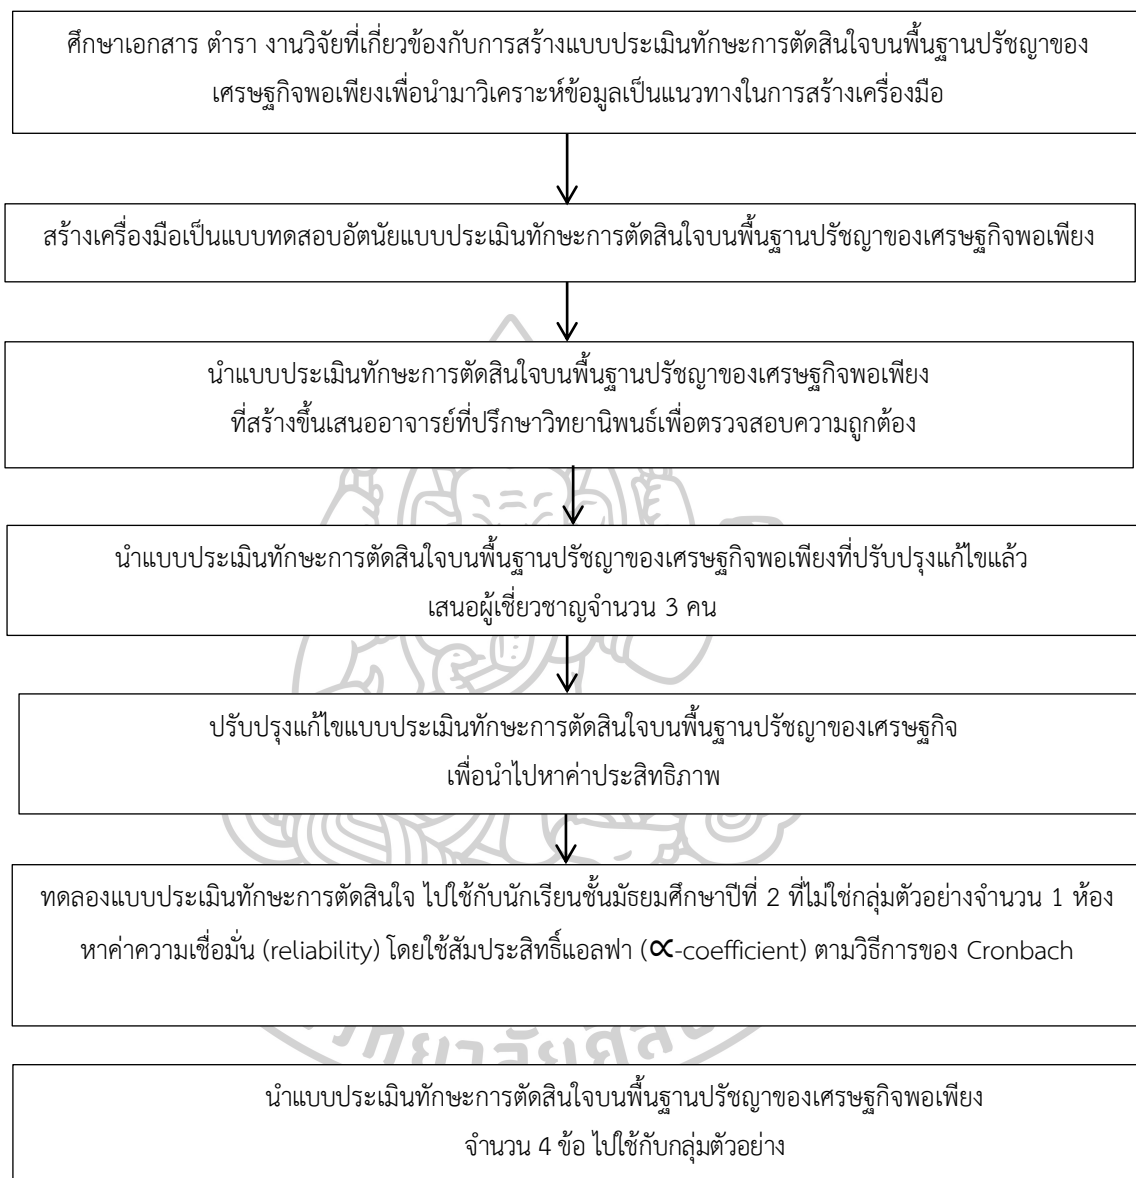 ศึกษาเอกสาร ตำรา งานวิจัยที่เกี่ยวข้องกับการสร้างแบบประเมินทักษะการตัดสินใจบนพื้นฐานปรัชญาของ
เศรษฐกิจพอเพียงเพื่อนำมาวิเคราะห์ข้อมูลเป็นแนวทางในการสร้างเครื่องมือ
สร้างเครื่องมือเป็นแบบทดสอบอัตนัยแบบประเมินทักษะการตัดสินใจบนพื้นฐานปรัชญาของเศรษฐกิจพอเพียง
นำแบบประเมินทักษะการตัดสินใจบนพื้นฐานปรัชญาของเศรษฐกิจพอเพียง
ที่สร้างขึ้นเสนออาจารย์ที่ปรึกษาวิทยานิพนธ์เพื่อตรวจสอบความถูกต้อง
นำแบบประเมินทักษะการตัดสินใจบนพื้นฐานปรัชญาของเศรษฐกิจพอเพียงที่ปรับปรุงแก้ไขแล้ว
เสนอผู้เชี่ยวชาญจำนวน 3 คน
ปรับปรุงแก้ไขแบบประเมินทักษะการตัดสินใจบนพื้นฐานปรัชญาของเศรษฐกิจ
เพื่อนำไปหาค่าประสิทธิภาพ
ทดลองแบบประเมินทักษะการตัดสินใจ ไปใช้กับนักเรียนชั้นมัธยมศึกษาปีที่ 2 ที่ไม่ใช่กลุ่มตัวอย่างจำนวน 1 ห้อง
หาค่าความเชื่อมั่น (reliability) โดยใช้สัมประสิทธิ์แอลฟา (∝-coefficient) ตามวิธีการของ Cronbach
นำแบบประเมินทักษะการตัดสินใจบนพื้นฐานปรัชญาของเศรษฐกิจพอเพียง
จำนวน 4 ข้อ ไปใช้กับกลุ่มตัวอย่าง